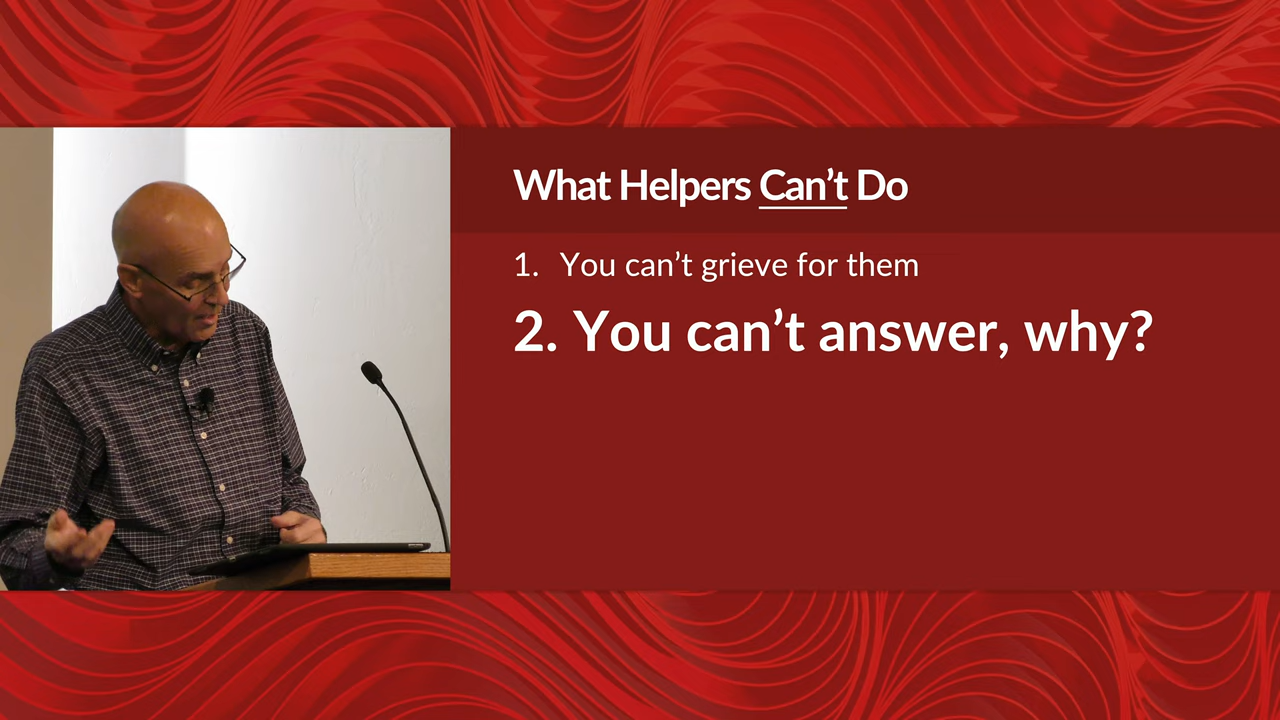 What Helpers Can’t Do
1. You can’t grieve for them
2. You can’t answer, why?